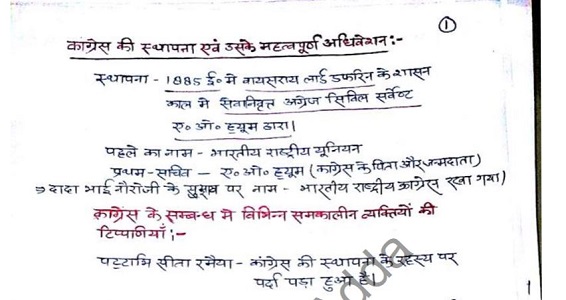 ①
कांग्रेस की स्थापना एवं उसके महत्वपूर्ण अधिवेशन:-
स्थापना - 1885 ई० मे वायसराय लार्ड डफरिन के शासन
काल मे सेवानिवृत्त अंग्रेज सिविल सर्वेण्ट
ए० ओ० ह्यूम द्वारा।
पहले का नाम - भारतीय राष्ट्रीय यूनियन
प्रथम-सचिव - ए० ओ० ह्यूम (कांग्रेस के पिता और जन्मदाता)
⇒ दादा भाई नौरोजी के सुझाव पर नाम - भारतीय राष्ट्रीय कांग्रेस रखा गया)
कांग्रेस के सम्बन्ध मे विभिन्न समकालीन व्यक्तियों की
टिप्पणियाँ:-
पट्टाभि सीता रमैया - कांग्रेस की स्थापना के रहस्य पर
पर्दा पड़ा हुआ है।
Adda